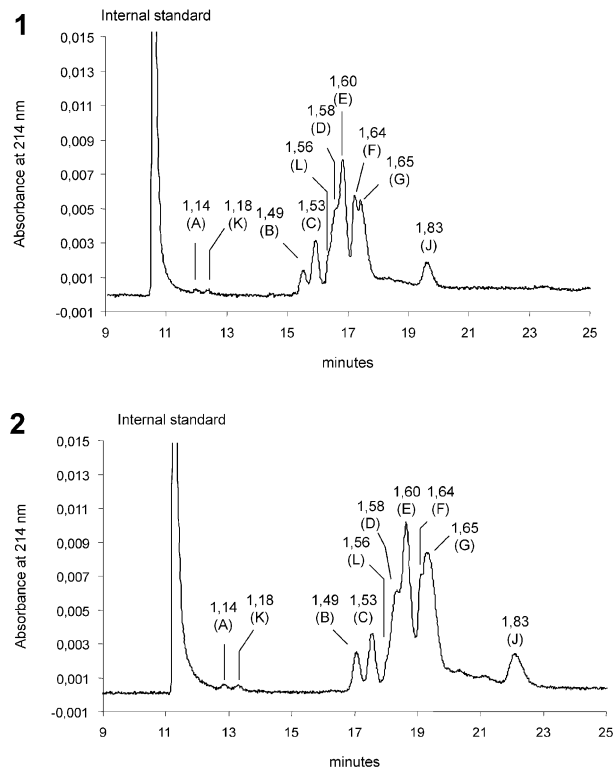 1
Internal standard
0,015
0,013
0,011
0,009
0,007
0,005
0,003
0,001
-0,001
Absorbance at 214 nm
1,14
(A)
1,18
(K)
1,49
(B)
1,53
(C)
1,56
(L)
1,58
(D)
1,60
(E)
1,64
(F)
1,65
(G)
1,83
(J)
9 11 13 15 17 19 21 23 25
minutes
2
Internal standard
0,015
0,013
0,011
0,009
0,007
0,005
0,003
0,001
-0,001
Absorbance at 214 nm
1,14
(A)
1,18
(K)
1,49
(B)
1,53
(C)
1,56
(L)
1,58
(D)
1,60
(E)
1,64
(F)
1,65
(G)
1,83
(J)
9 11 13 15 17 19 21 23 25
minutes